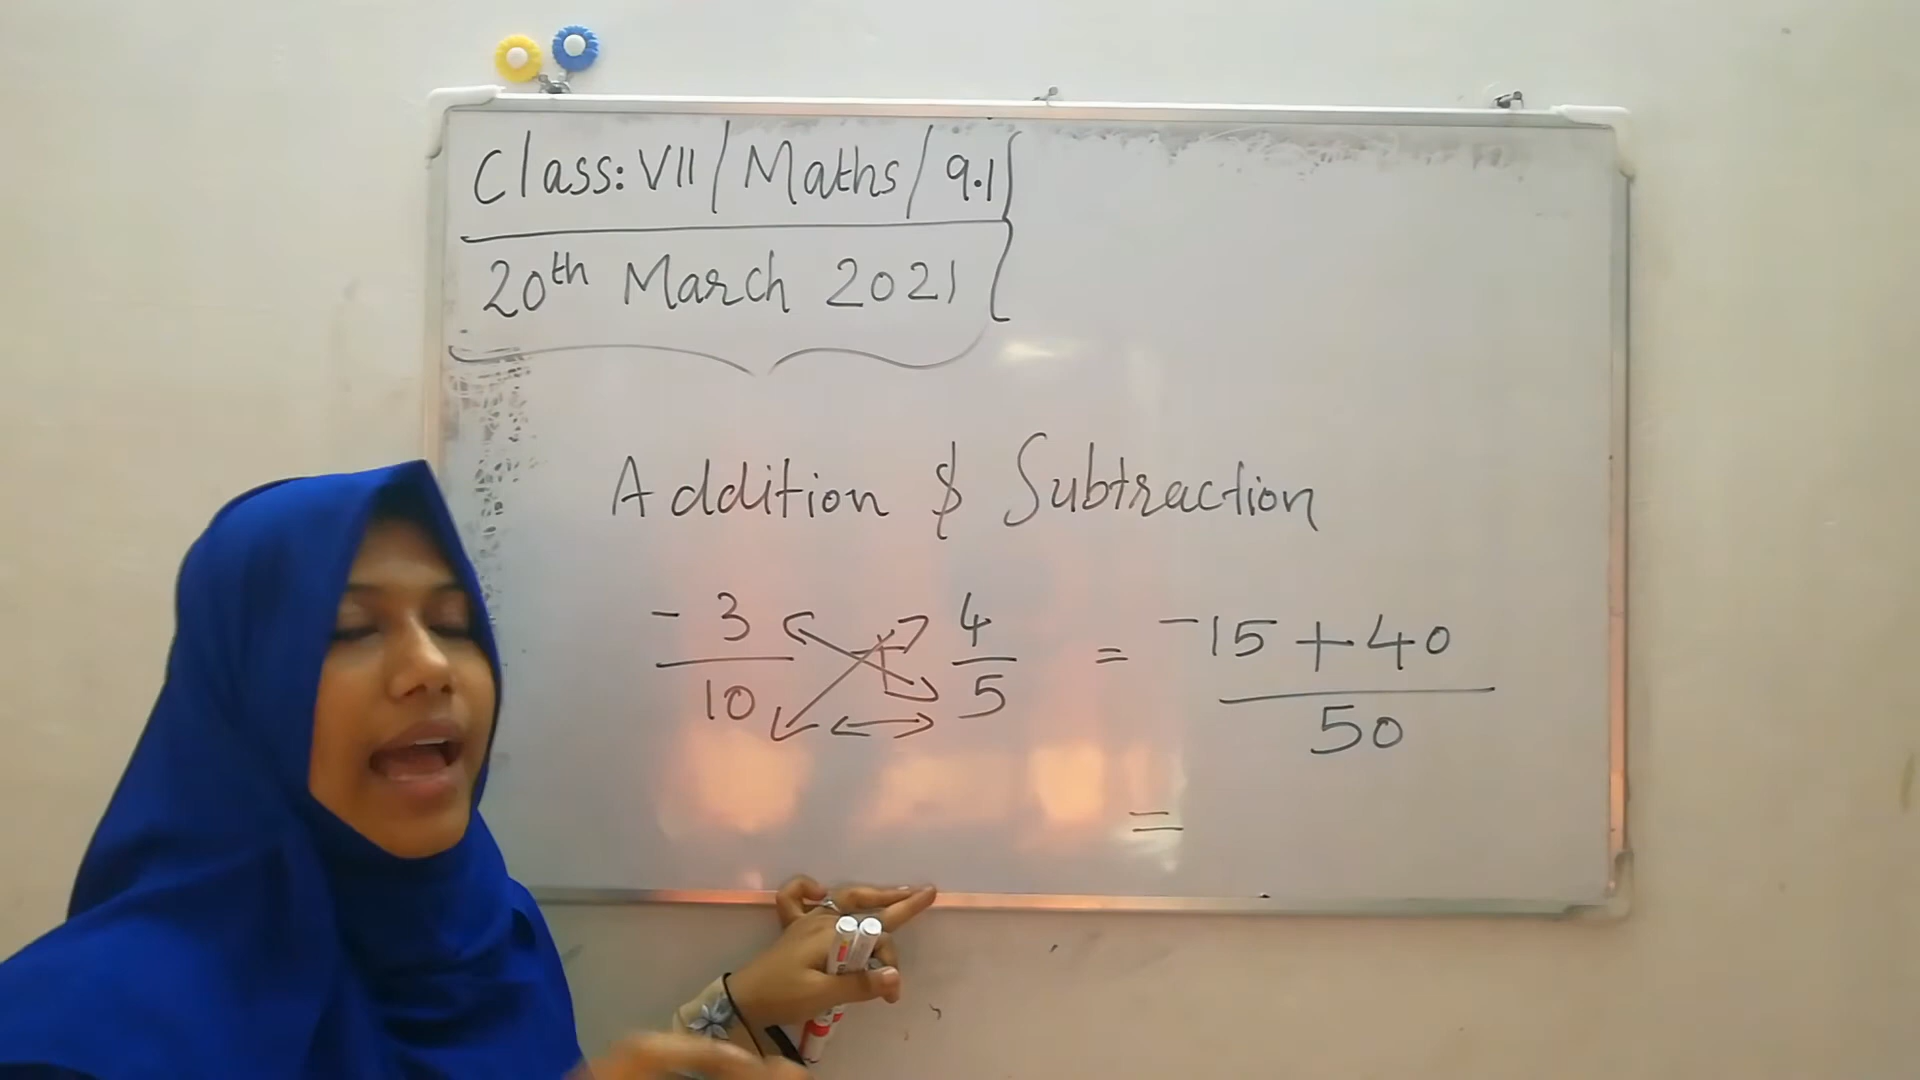 Class: VII / Maths / 9.1
20th March 2021
Addition & Subtraction
-3/10 + 4/5 = -15 + 40/50
=